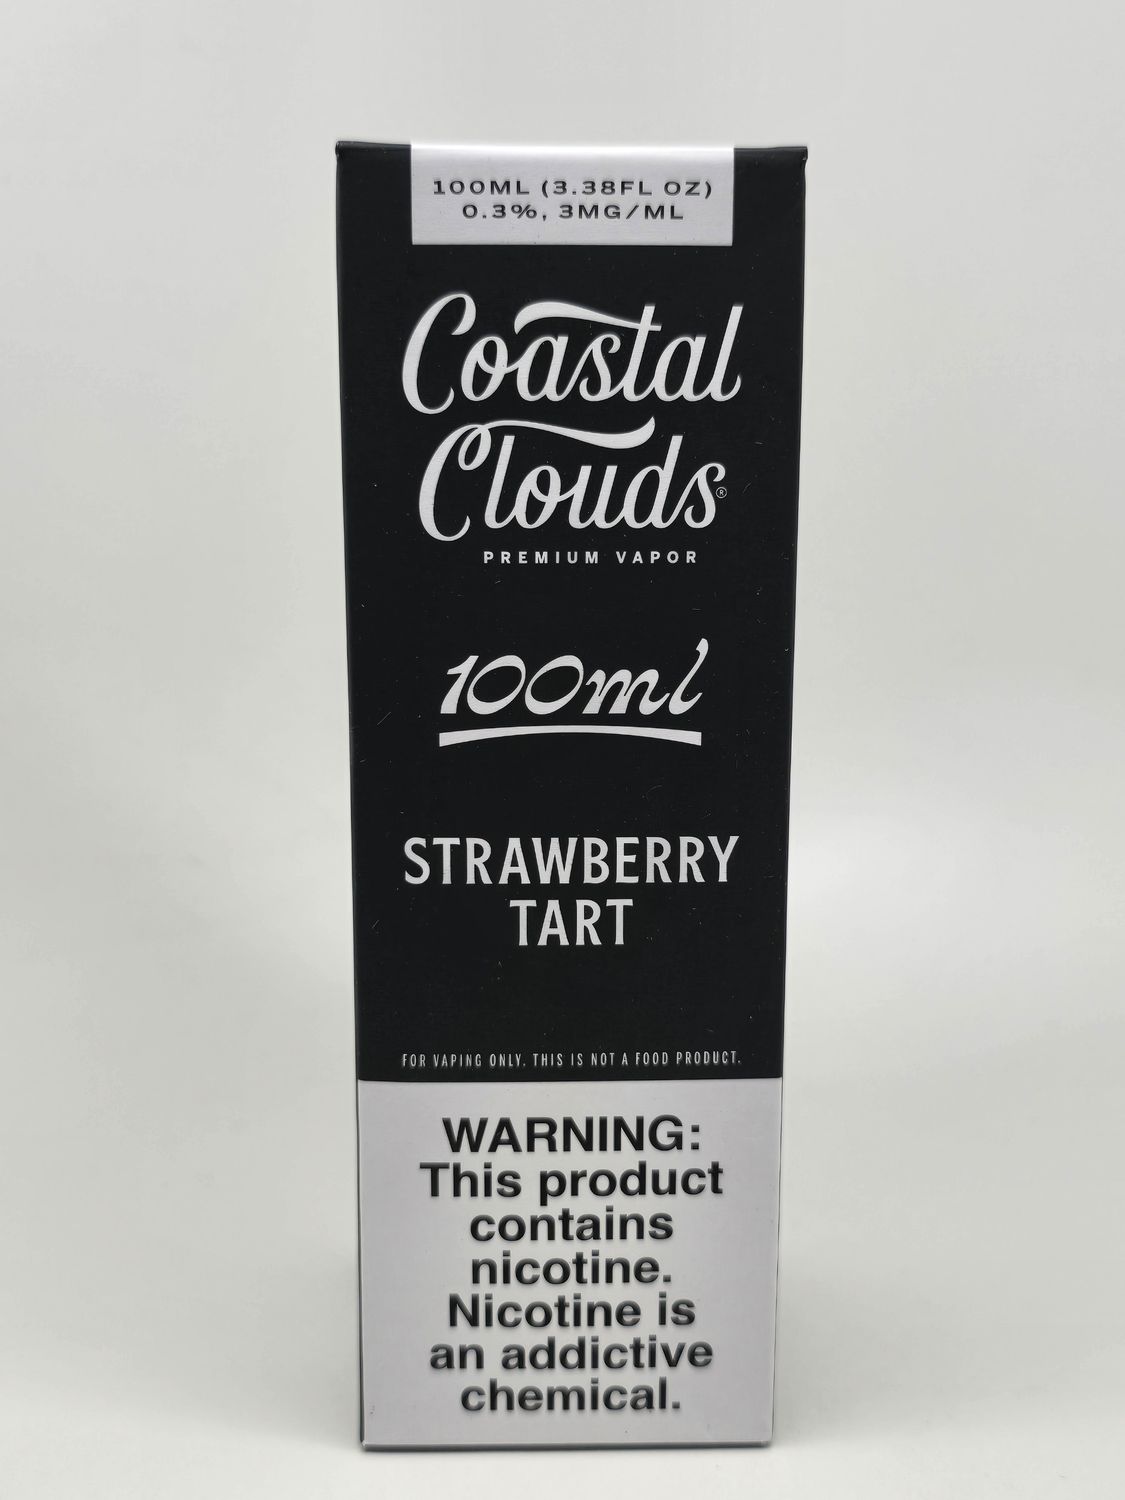 100ML (3.38FL OZ)
0.3%, 3MG/ML
Coastal
Clouds®
PREMIUM VAPOR
100ml
STRAWBERRY
TART
FOR VAPING ONLY. THIS IS NOT A FOOD PRODUCT.
WARNING:
This product
contains
nicotine.
Nicotine is
an addictive
chemical.